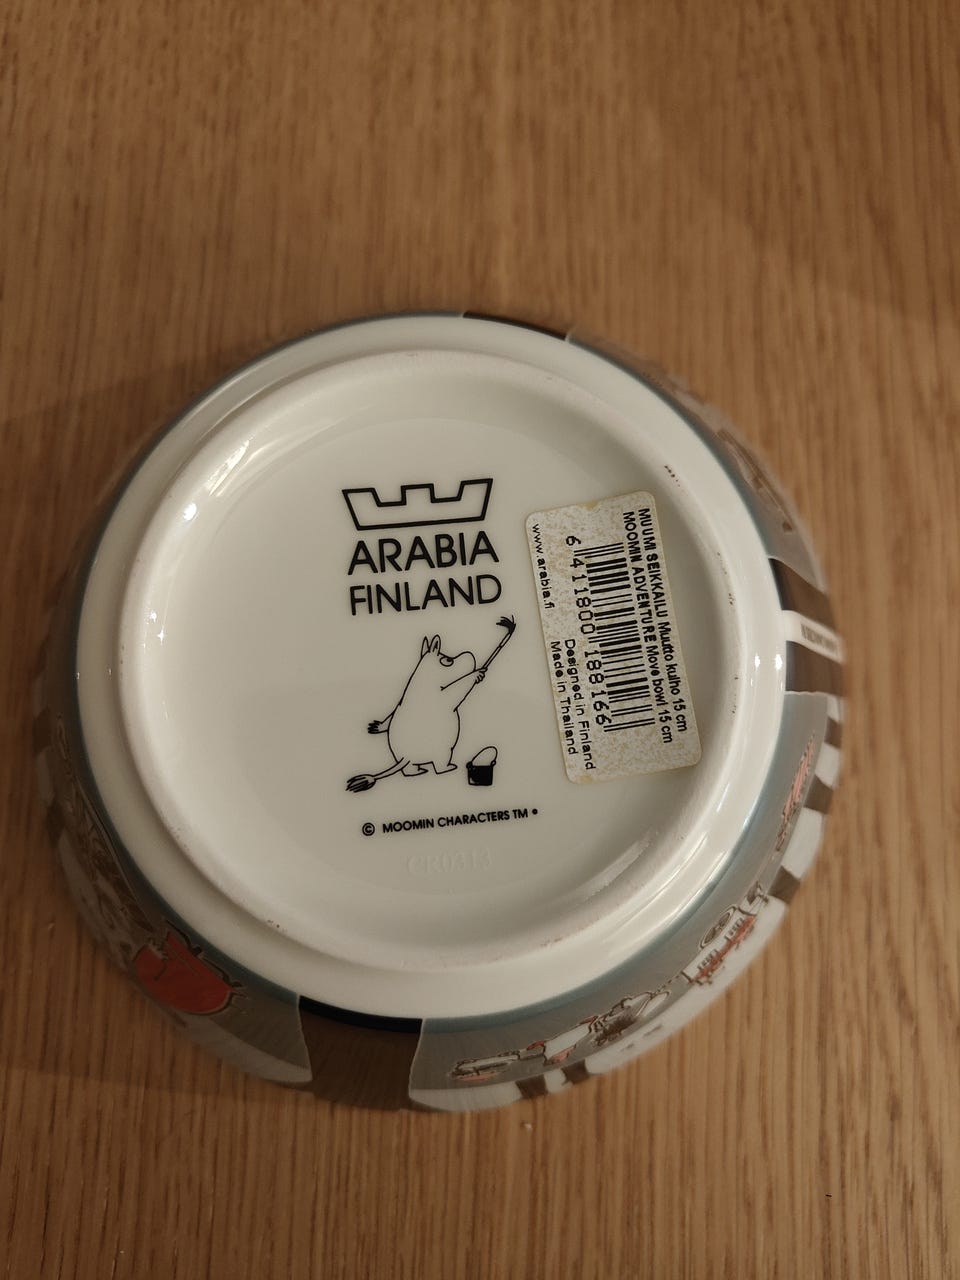 ARABIA
FINLAND
© MOOMIN CHARACTERS TM
CR0313
MUUMI SEIKKAILU Muutto kulho 15 cm
MOOMIN ADVENTURE Move bowl 15 cm
6 411800 188166
www.arabia.fi
Designed in Finland
Made in Thailand